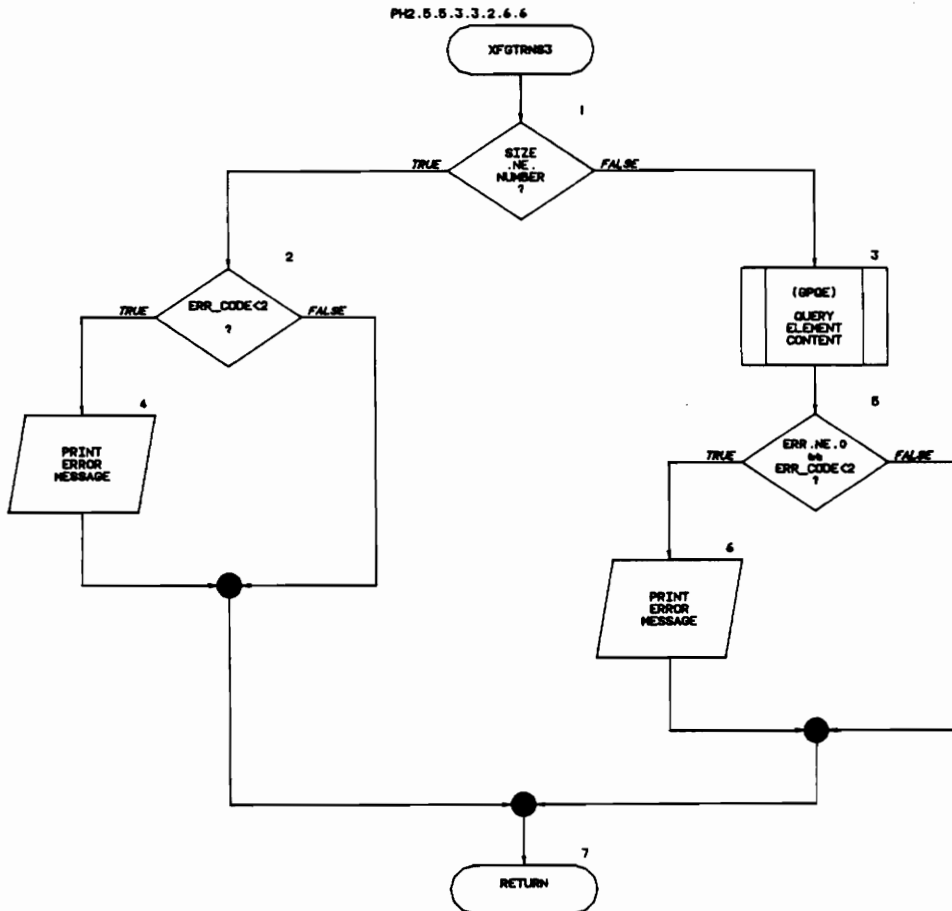 PH2.5.5.3.3.2.6.6
XFGTRN83
1
SIZE
.NE.
NUMBER
?
TRUE
FALSE
2
ERR_CODE<2
?
TRUE
FALSE
3
(GPQE)
QUERY
ELEMENT
CONTENT
4
PRINT
ERROR
MESSAGE
5
ERR.NE.0
&&
ERR_CODE<2
?
TRUE
FALSE
6
PRINT
ERROR
MESSAGE
7
RETURN